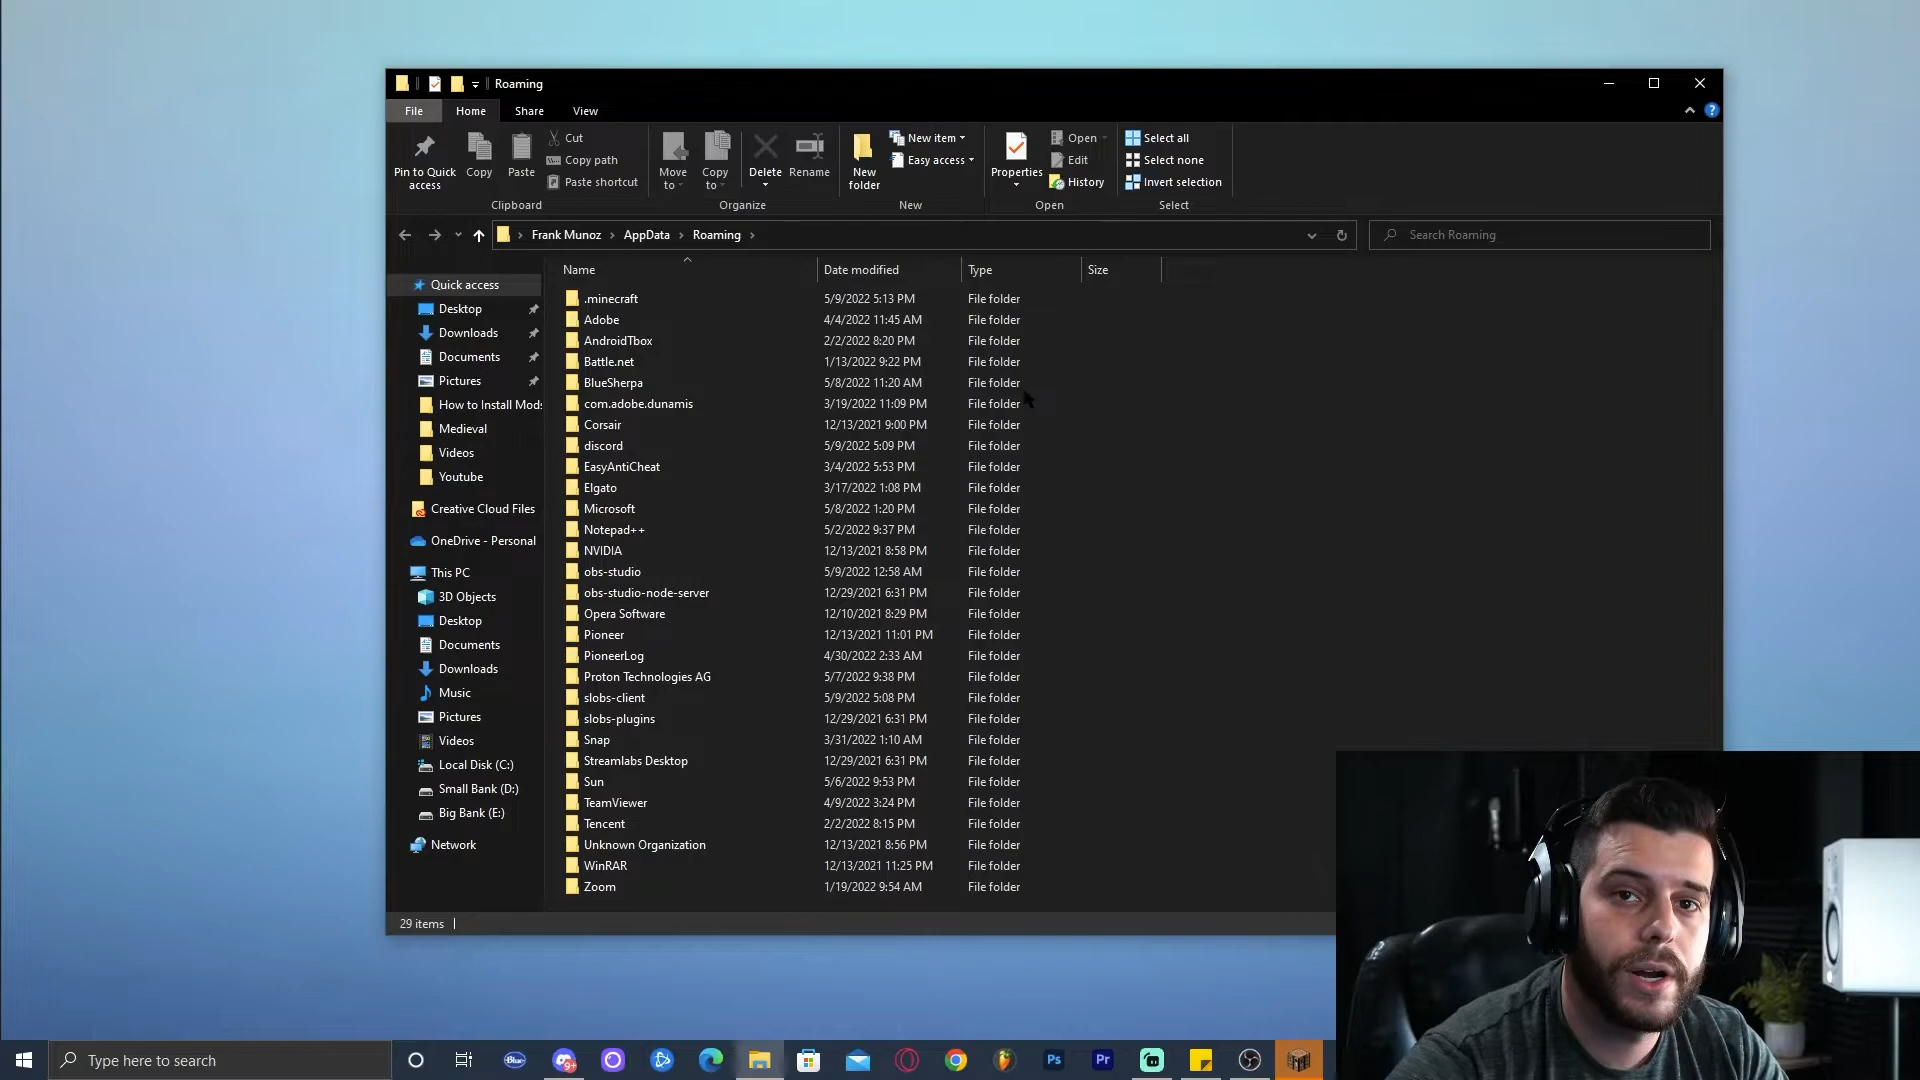 Roaming
File Home Share View
Pin to Quick access
Copy
Paste
Cut
Copy path
Paste shortcut
Move to
Copy to
Delete
Rename
New folder
New item
Easy access
Properties
Open
Edit
History
Select all
Select none
Invert selection
Clipboard Organize New Open Select
Frank Munoz > AppData > Roaming >
Search Roaming
Name Date modified Type Size
Quick access
Desktop
Downloads
Documents
Pictures
How to Install Mod
Medieval
Videos
Youtube
Creative Cloud Files
OneDrive - Personal
This PC
3D Objects
Desktop
Documents
Downloads
Music
Pictures
Videos
Local Disk (C:)
Small Bank (D:)
Big Bank (E:)
Network
.minecraft 5/9/2022 5:13 PM File folder
Adobe 4/4/2022 11:45 AM File folder
AndroidTbox 2/2/2022 8:20 PM File folder
Battle.net 1/13/2022 9:22 PM File folder
BlueSherpa 5/8/2022 11:20 AM File folder
com.adobe.dunamis 3/19/2022 11:09 PM File folder
Corsair 12/13/2021 9:00 PM File folder
discord 5/9/2022 5:09 PM File folder
EasyAntiCheat 3/4/2022 5:53 PM File folder
Elgato 3/17/2022 1:08 PM File folder
Microsoft 5/8/2022 1:20 PM File folder
Notepad++ 5/2/2022 9:37 PM File folder
NVIDIA 12/13/2021 8:58 PM File folder
obs-studio 5/9/2022 12:58 AM File folder
obs-studio-node-server 12/29/2021 6:31 PM File folder
Opera Software 12/10/2021 8:29 PM File folder
Pioneer 12/13/2021 11:01 PM File folder
PioneerLog 4/30/2022 2:33 AM File folder
Proton Technologies AG 5/7/2022 9:38 PM File folder
slobs-client 5/9/2022 5:08 PM File folder
slobs-plugins 12/29/2021 6:31 PM File folder
Snap 3/31/2022 1:10 AM File folder
Streamlabs Desktop 12/29/2021 6:31 PM File folder
Sun 5/6/2022 9:53 PM File folder
TeamViewer 4/9/2022 3:24 PM File folder
Tencent 2/2/2022 8:15 PM File folder
Unknown Organization 12/13/2021 8:56 PM File folder
WinRAR 12/13/2021 11:25 PM File folder
Zoom 1/19/2022 9:54 AM File folder
29 items
Type here to search
Blue
9+
Ps
Pr